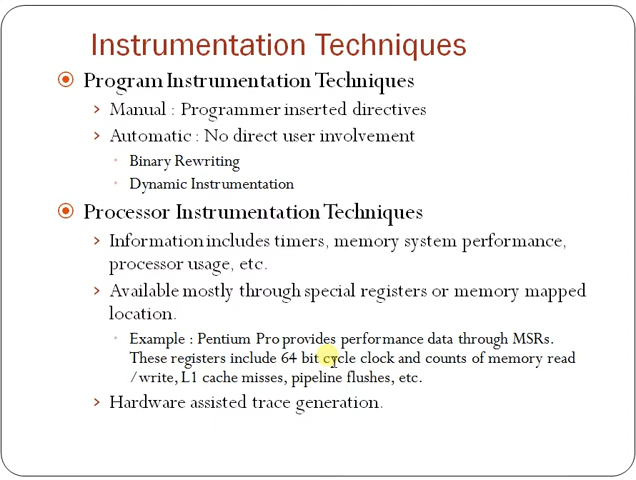 Instrumentation Techniques
Program Instrumentation Techniques
Manual : Programmer inserted directives
Automatic : No direct user involvement
Binary Rewriting
Dynamic Instrumentation
Processor Instrumentation Techniques
Information includes timers, memory system performance,
processor usage, etc.
Available mostly through special registers or memory mapped
location.
Example : Pentium Pro provides performance data through MSRs.
These registers include 64 bit cycle clock and counts of memory read
/write, L1 cache misses, pipeline flushes, etc.
Hardware assisted trace generation.